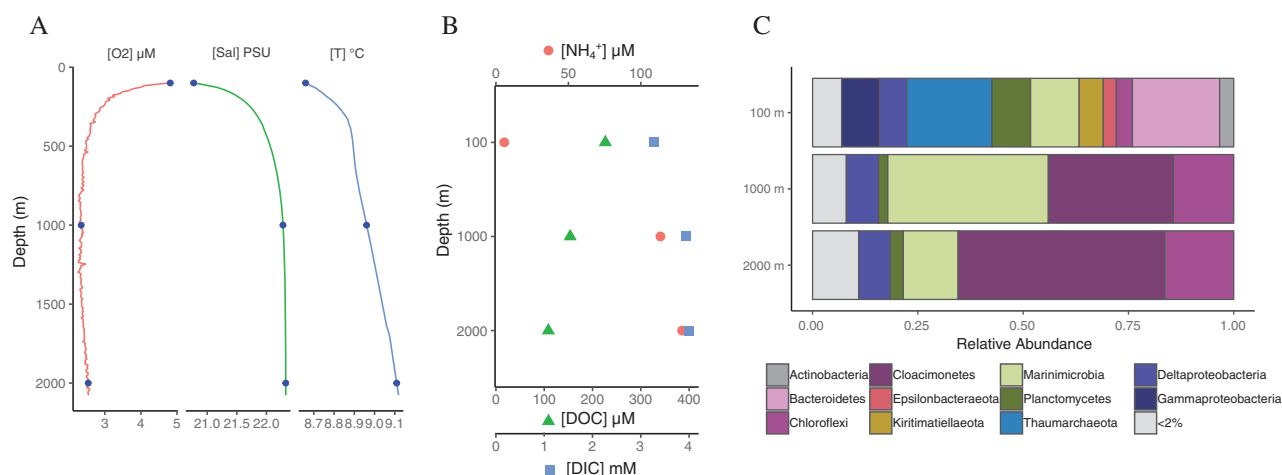 A
[O2] µM
[Sal] PSU
[T] °C
0
500
1000
1500
2000
Depth (m)
3 4 5
21.0 21.5 22.0
8.7 8.8 8.9 9.0 9.1
B
[NH₄⁺] µM
0 50 100
100
1000
2000
Depth (m)
0 100 200 300 400
[DOC] µM
0 1 2 3 4
[DIC] mM
C
100 m
1000 m
2000 m
0.00 0.25 0.50 0.75 1.00
Relative Abundance
Actinobacteria Cloacimonetes Marinimicrobia Deltaproteobacteria
Bacteroidetes Epsilonbacteraeota Planctomycetes Gammaproteobacteria
Chloroflexi Kiritimatiellaeota Thaumarchaeota <2%